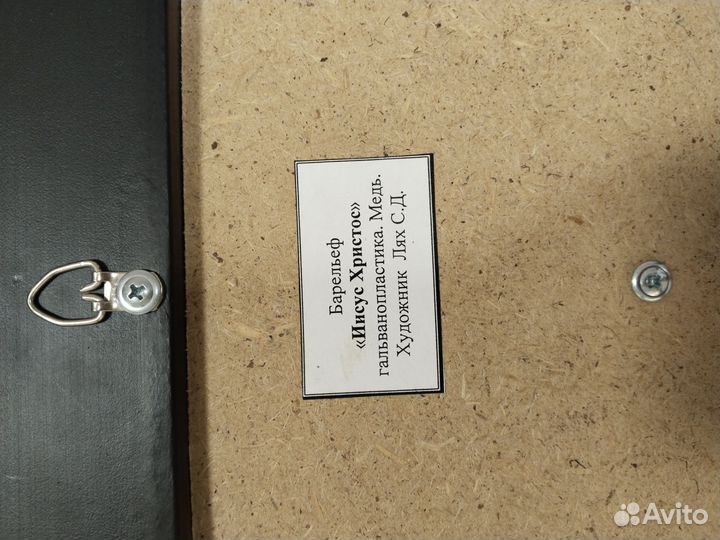 Барельеф
«Иисус Христос»
гальванопластика. Медь.
Художник Лях С.Д.
Avito